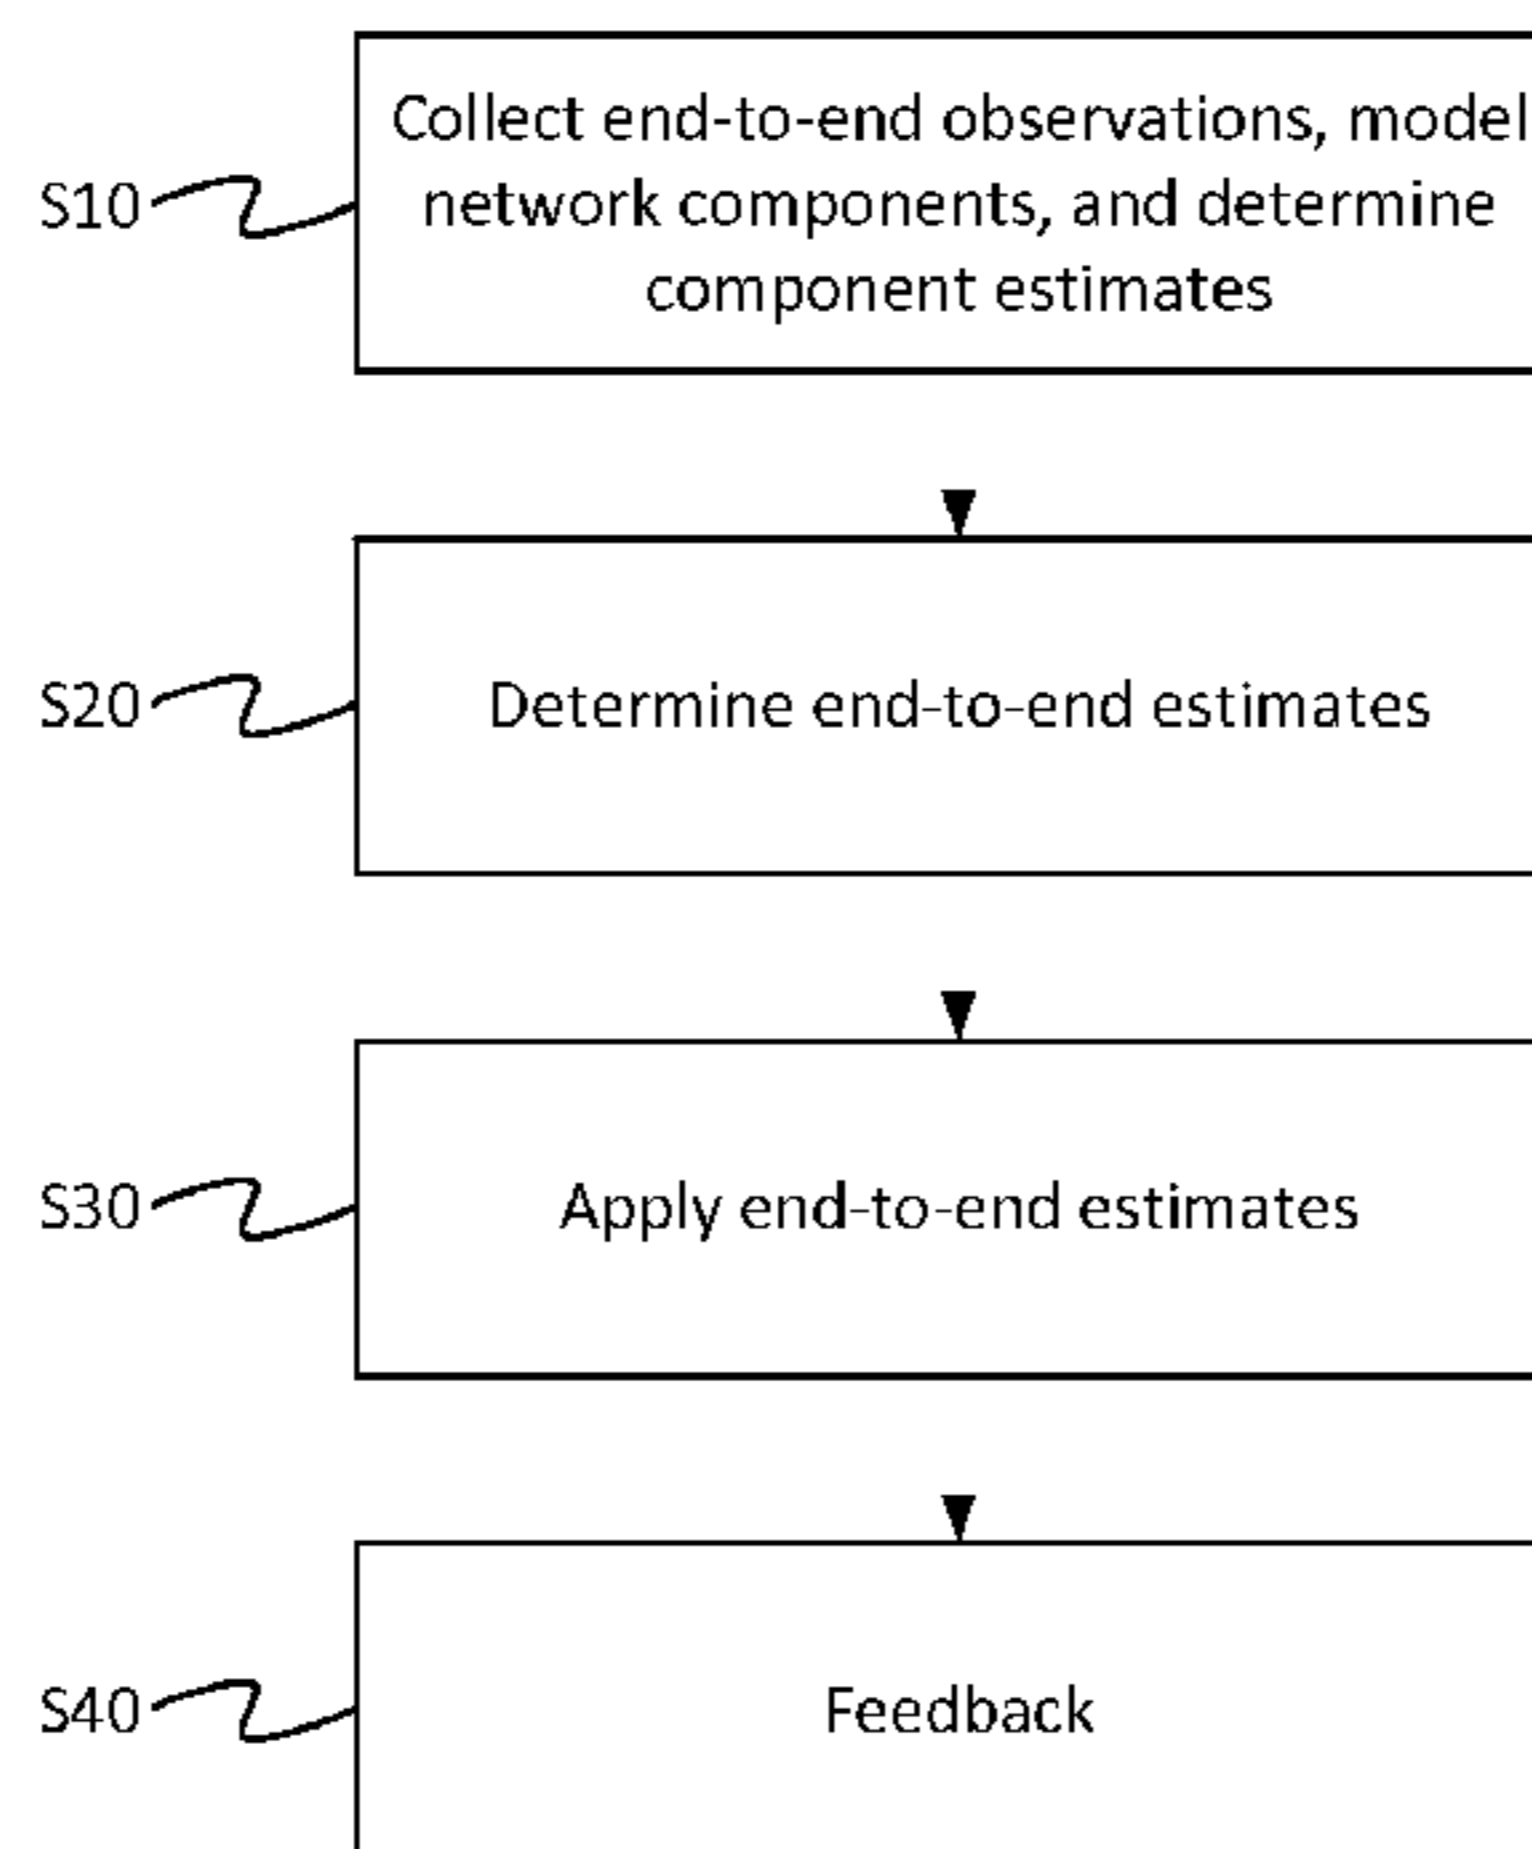 Collect end-to-end observations, model
S10
network components, and determine
component estimates
S20
Determine end-to-end estimates
S30
Apply end-to-end estimates
S40
Feedback